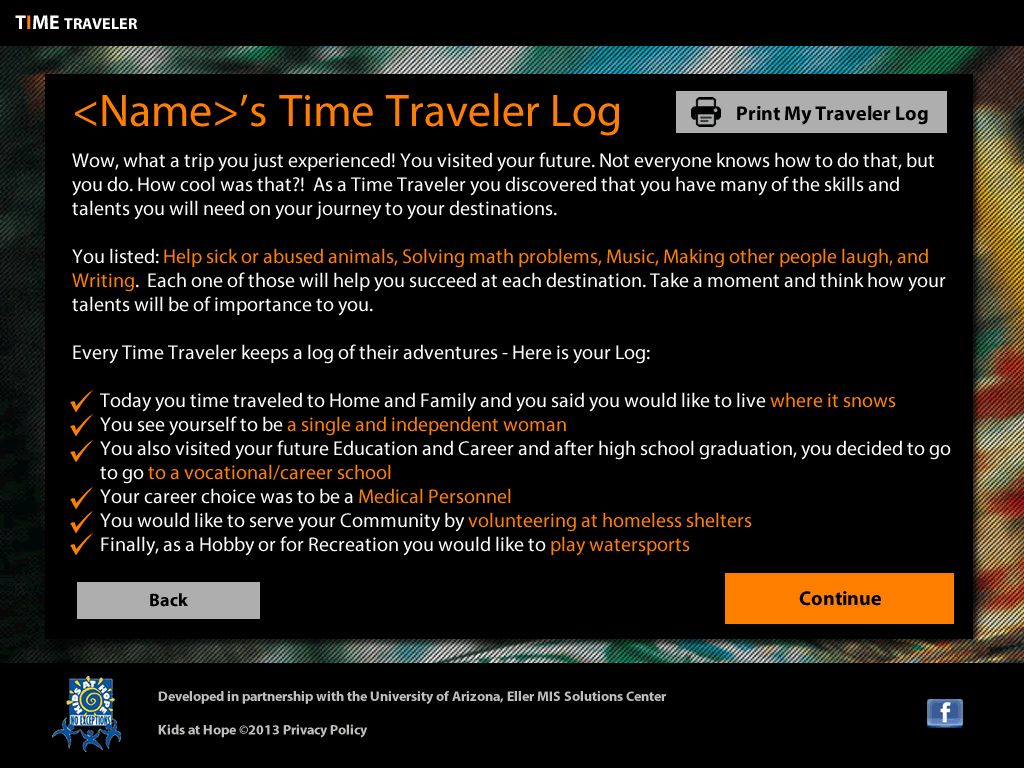 TIME TRAVELER
<Name>’s Time Traveler Log
Print My Traveler Log
Wow, what a trip you just experienced! You visited your future. Not everyone knows how to do that, but
you do. How cool was that?!  As a Time Traveler you discovered that you have many of the skills and
talents you will need on your journey to your destinations.
You listed: Help sick or abused animals, Solving math problems, Music, Making other people laugh, and
Writing.  Each one of those will help you succeed at each destination. Take a moment and think how your
talents will be of importance to you.
Every Time Traveler keeps a log of their adventures - Here is your Log:
Today you time traveled to Home and Family and you said you would like to live where it snows
You see yourself to be a single and independent woman
You also visited your future Education and Career and after high school graduation, you decided to go
to go to a vocational/career school
Your career choice was to be a Medical Personnel
You would like to serve your Community by volunteering at homeless shelters
Finally, as a Hobby or for Recreation you would like to play watersports
Back
Continue
KIDS AT HOPE
NO EXCEPTIONS
Developed in partnership with the University of Arizona, Eller MIS Solutions Center
Kids at Hope ©2013 Privacy Policy
f